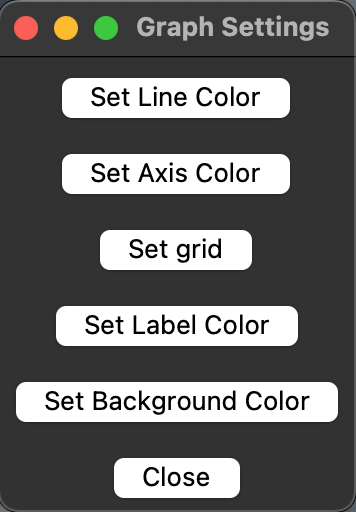 Graph Settings
Set Line Color
Set Axis Color
Set grid
Set Label Color
Set Background Color
Close